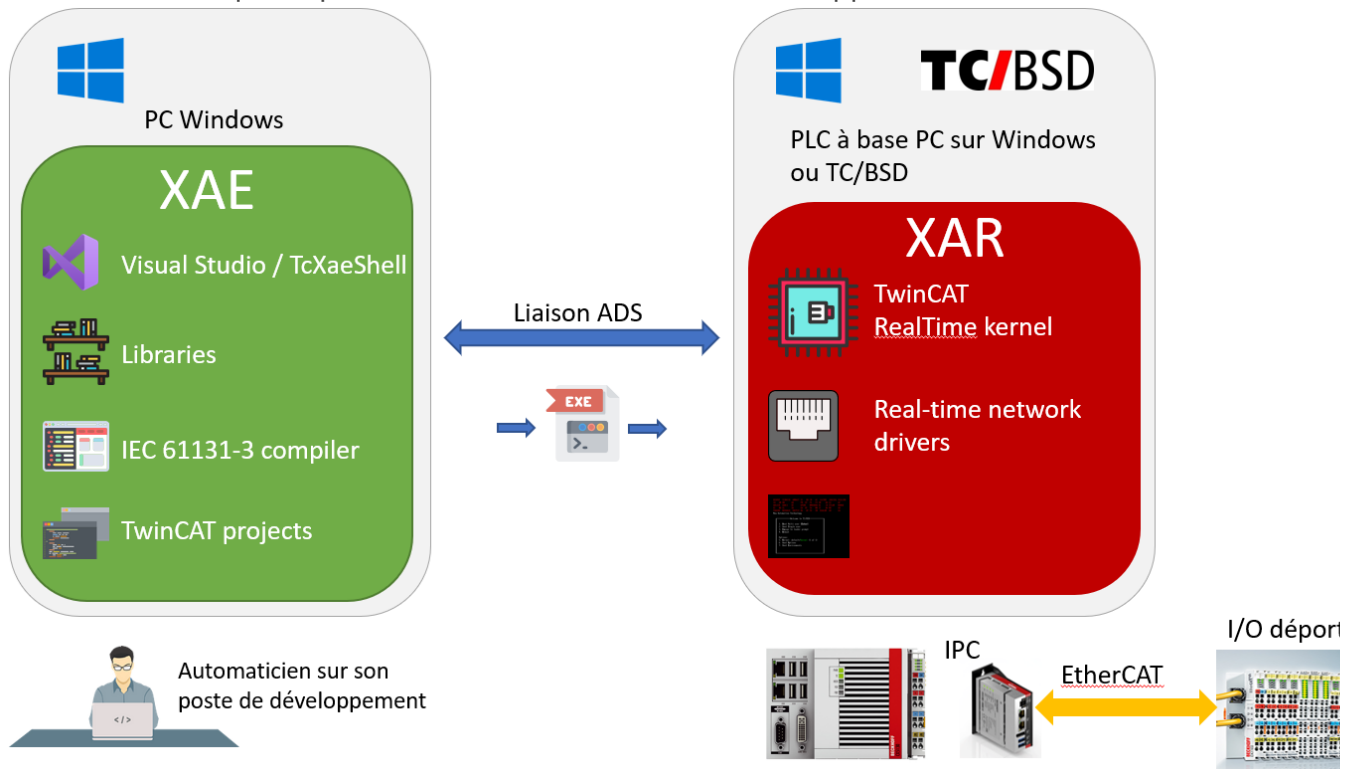 PC Windows
XAE
Visual Studio / TcXaeShell
Libraries
IEC 61131-3 compiler
TwinCAT projects
Automaticien sur son
poste de développement
Liaison ADS
EXE
TC/BSD
PLC à base PC sur Windows
ou TC/BSD
XAR
TwinCAT
RealTime kernel
Real-time network
drivers
BECKHOFF
IPC
EtherCAT
I/O déport